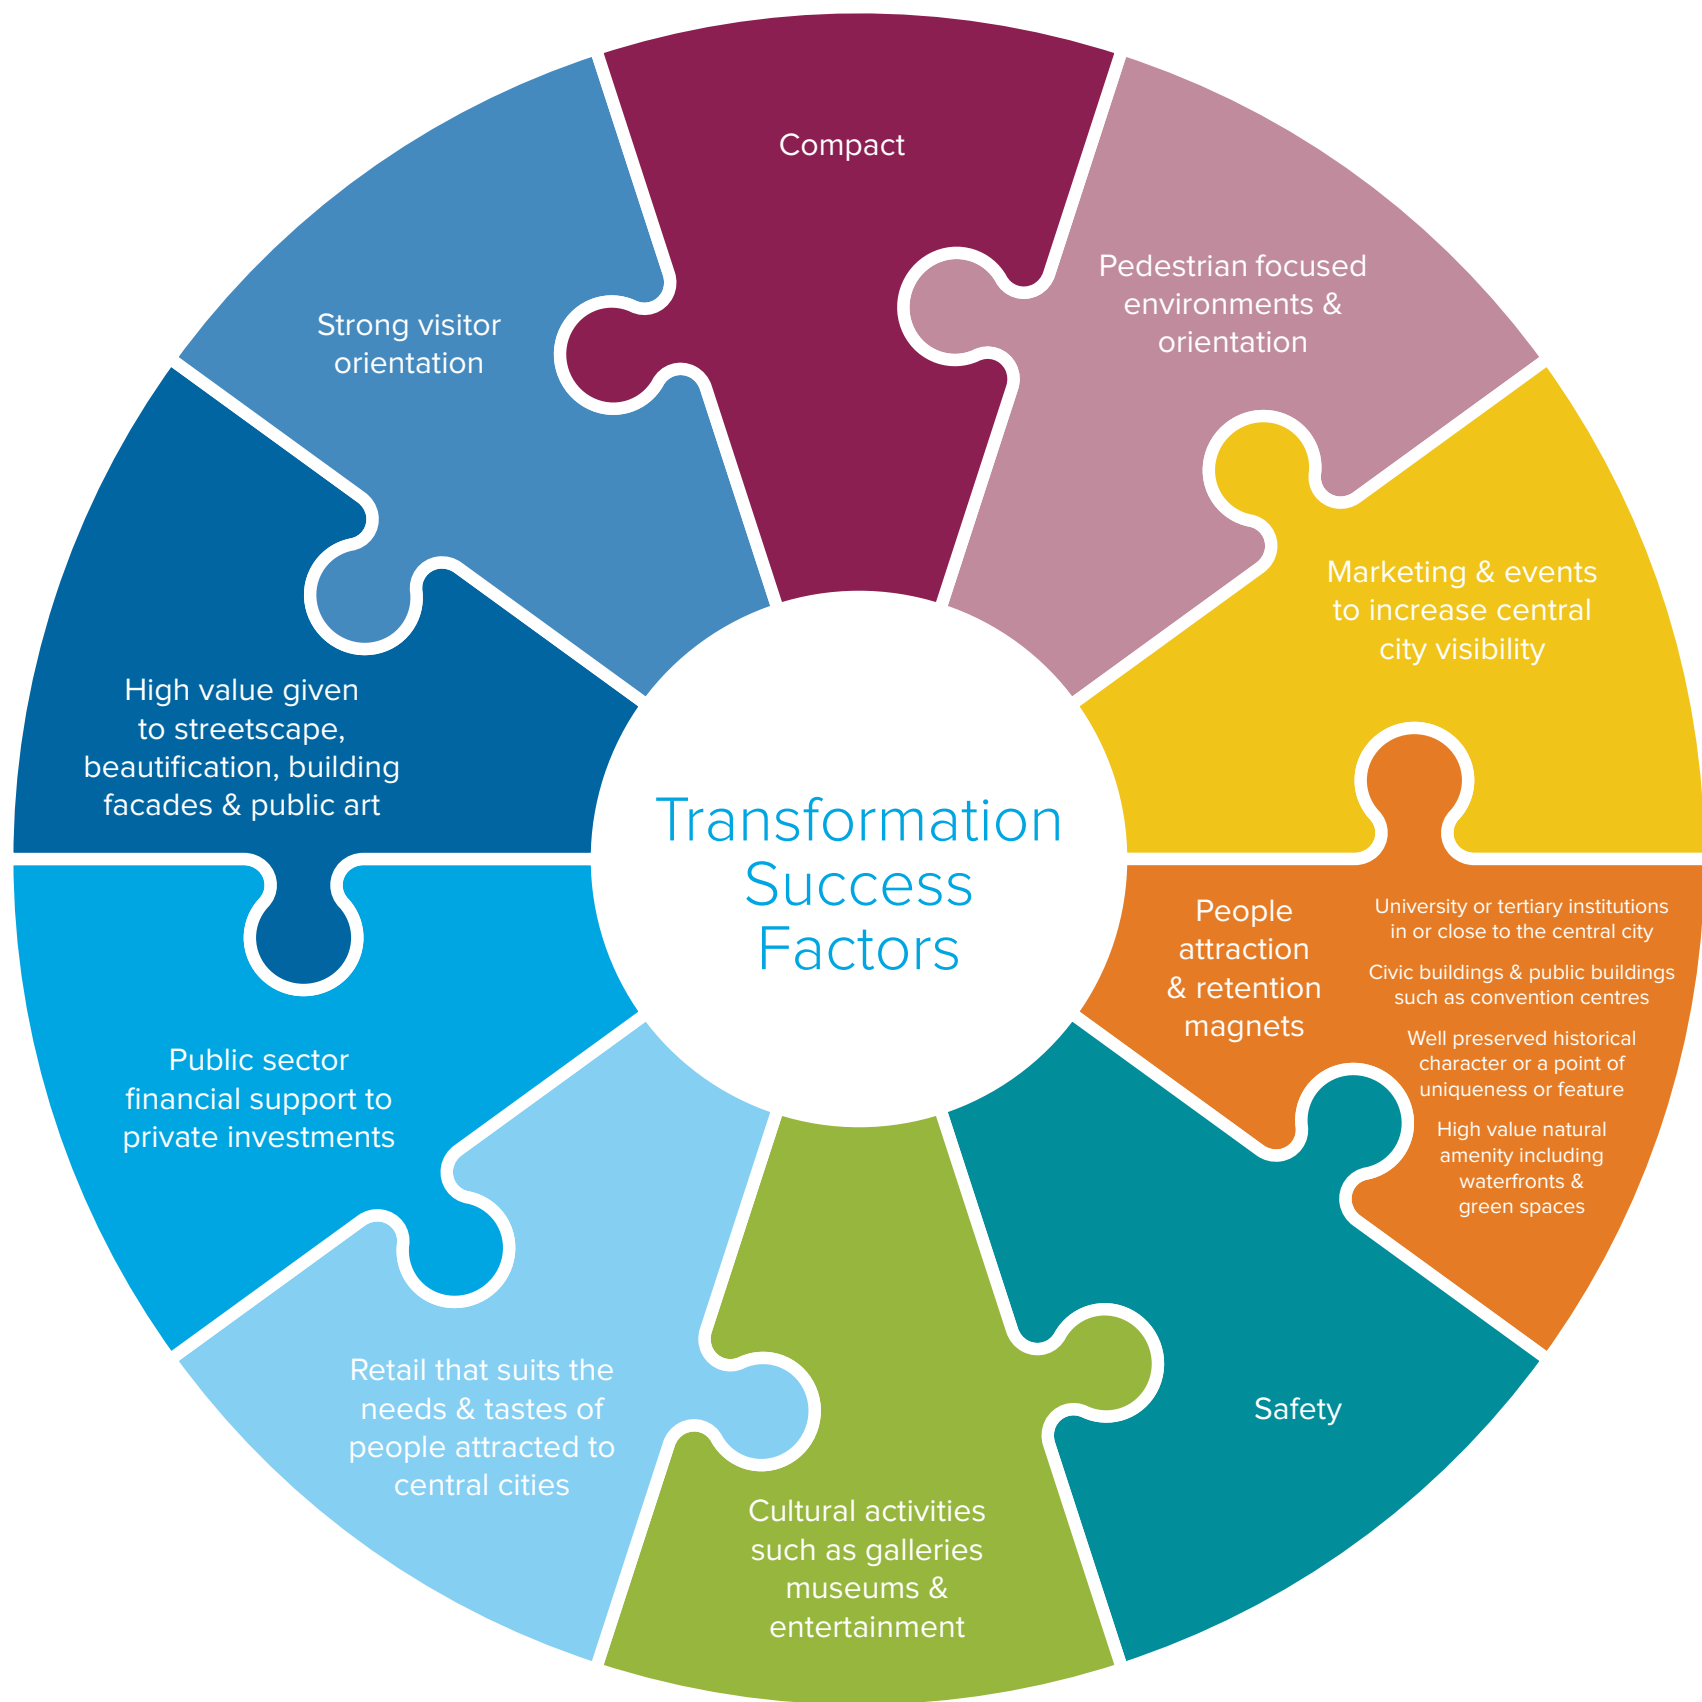 Compact
Pedestrian focused
environments &
orientation
Marketing & events
to increase central
city visibility
People
attraction
& retention
magnets
University or tertiary institutions
in or close to the central city
Civic buildings & public buildings
such as convention centres
Well preserved historical
character or a point of
uniqueness or feature
High value natural
amenity including
waterfronts &
green spaces
Safety
Cultural activities
such as galleries
museums &
entertainment
Retail that suits the
needs & tastes of
people attracted to
central cities
Public sector
financial support to
private investments
High value given
to streetscape,
beautification, building
facades & public art
Strong visitor
orientation
Transformation
Success
Factors